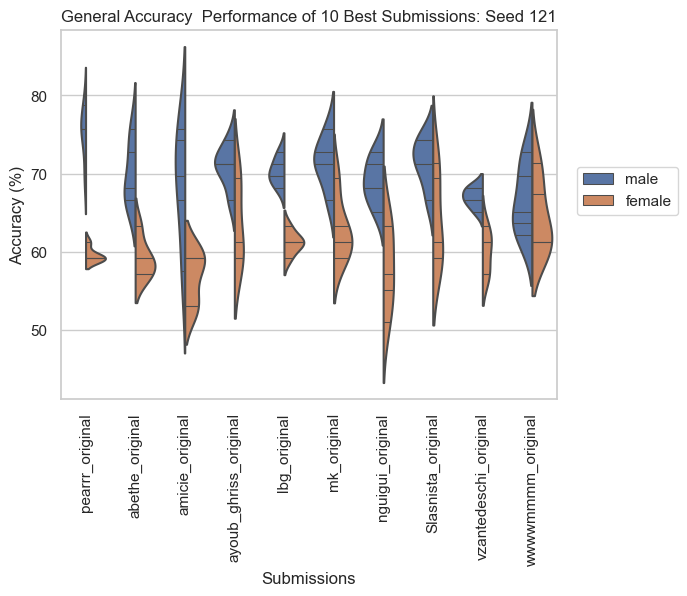 General Accuracy  Performance of 10 Best Submissions: Seed 121
Accuracy (%)
80
70
60
50
male
female
pearrr_original
abethe_original
amicie_original
ayoub_ghriss_original
lbg_original
mk_original
nguigui_original
Slasnista_original
vzantedeschi_original
wwwwmmmm_original
Submissions